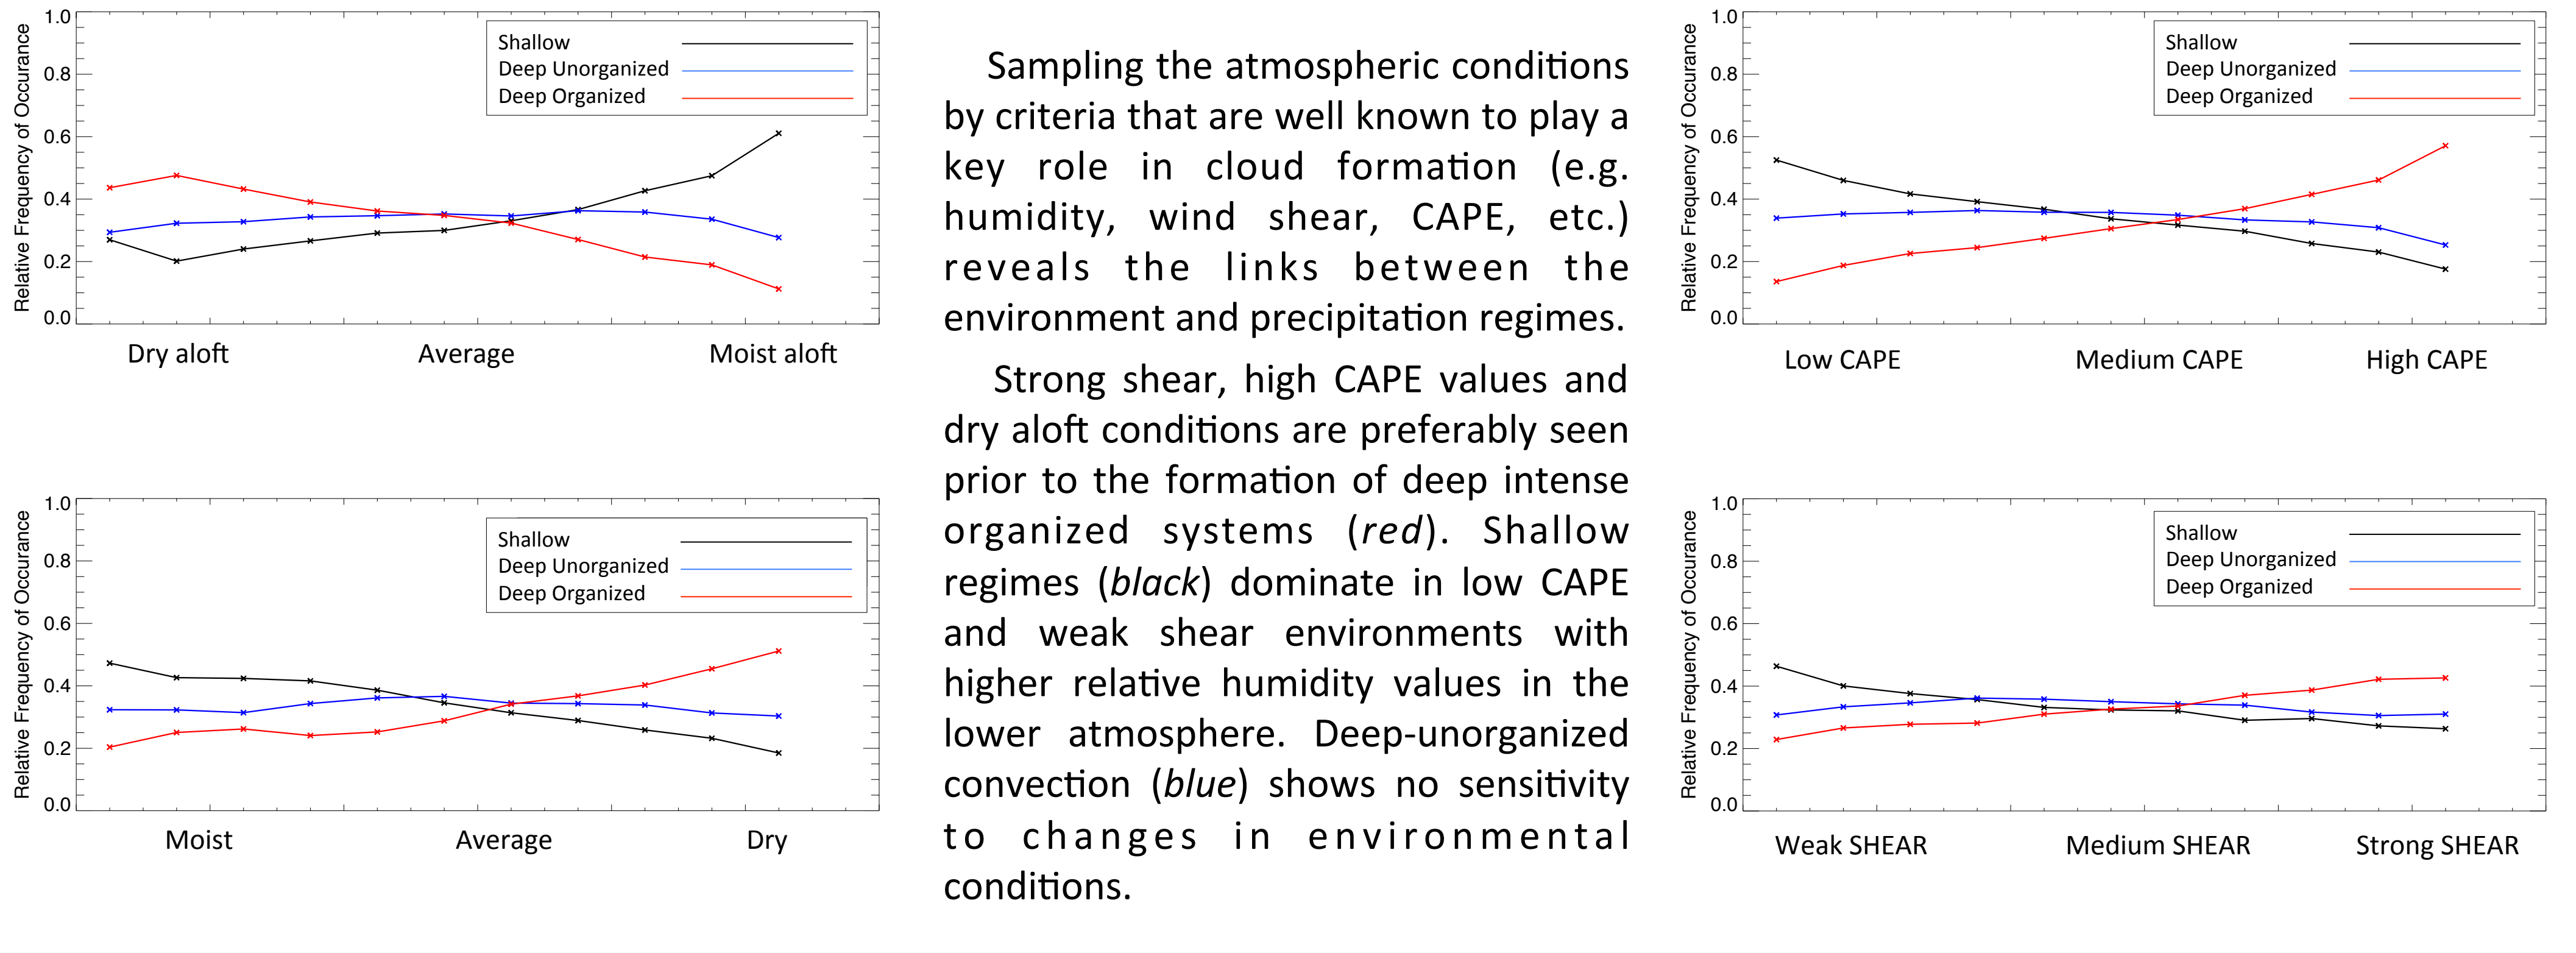 Relative Frequency of Occurance
1.0
0.8
0.6
0.4
0.2
0.0
Shallow
Deep Unorganized
Deep Organized
Dry aloft
Average
Moist aloft
Relative Frequency of Occurance
1.0
0.8
0.6
0.4
0.2
0.0
Shallow
Deep Unorganized
Deep Organized
Moist
Average
Dry
Sampling the atmospheric conditions
by criteria that are well known to play a
key role in cloud formation (e.g.
humidity, wind shear, CAPE, etc.)
reveals the links between the
environment and precipitation regimes.
Strong shear, high CAPE values and
dry aloft conditions are preferably seen
prior to the formation of deep intense
organized systems (red). Shallow
regimes (black) dominate in low CAPE
and weak shear environments with
higher relative humidity values in the
lower atmosphere. Deep-unorganized
convection (blue) shows no sensitivity
to changes in environmental
conditions.
Relative Frequency of Occurance
1.0
0.8
0.6
0.4
0.2
0.0
Shallow
Deep Unorganized
Deep Organized
Low CAPE
Medium CAPE
High CAPE
Relative Frequency of Occurance
1.0
0.8
0.6
0.4
0.2
0.0
Shallow
Deep Unorganized
Deep Organized
Weak SHEAR
Medium SHEAR
Strong SHEAR